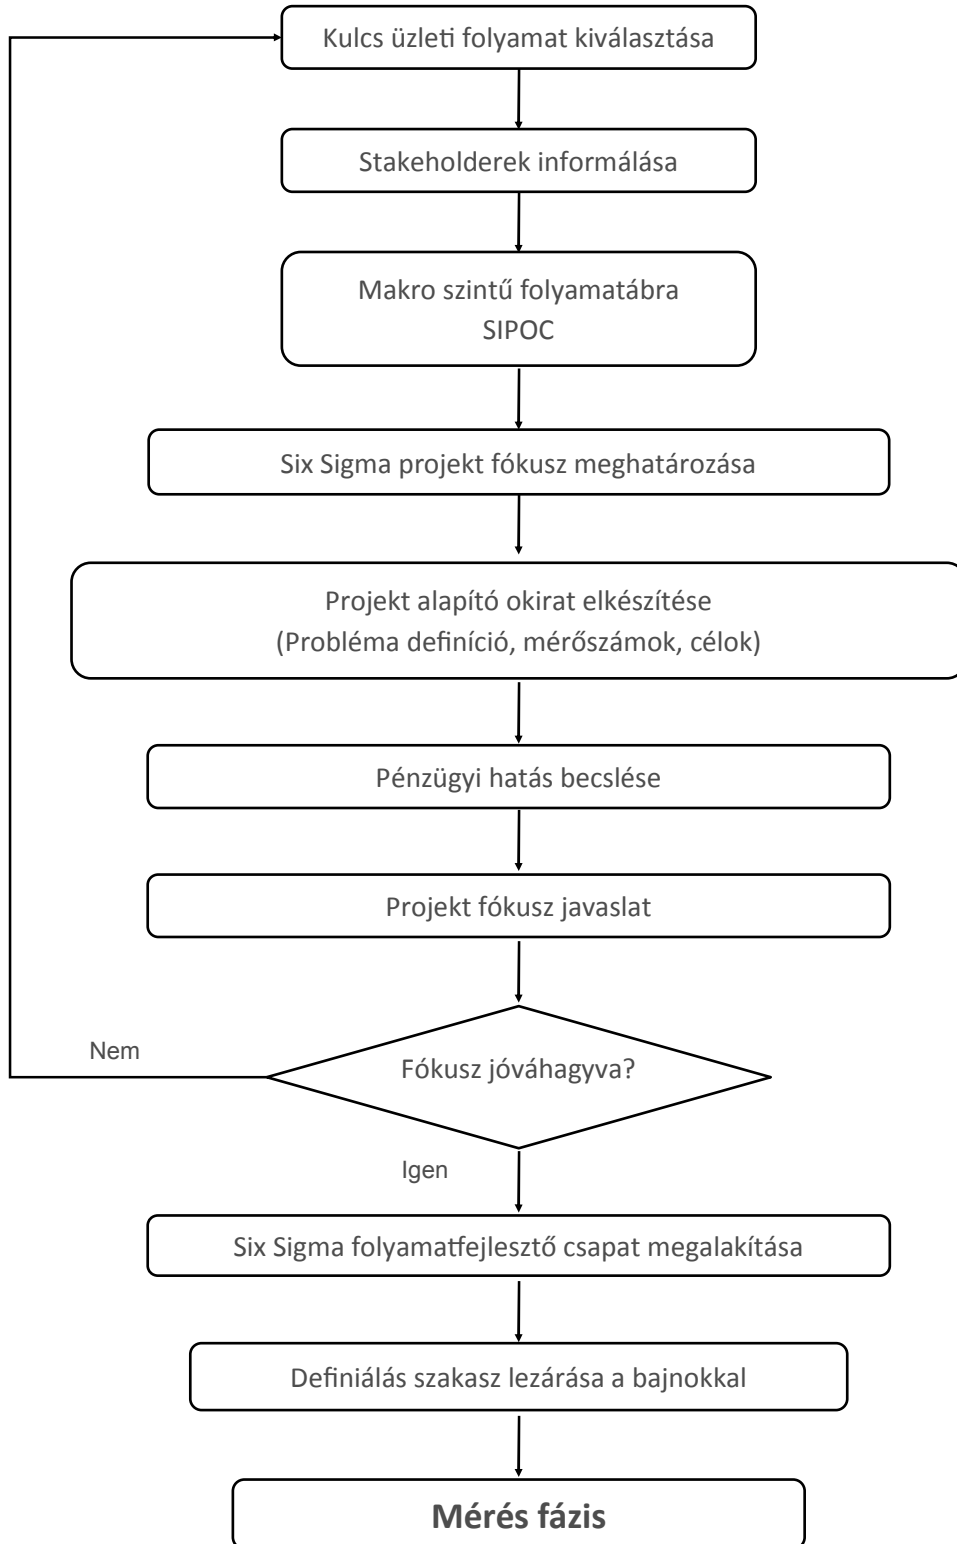 Kulcs üzleti folyamat kiválasztása
Stakeholderek informálása
Makro szintű folyamatábra
SIPOC
Six Sigma projekt fókusz meghatározása
Projekt alapító okirat elkészítése
(Probléma definíció, mérőszámok, célok)
Pénzügyi hatás becslése
Projekt fókusz javaslat
Nem
Fókusz jóváhagyva?
Igen
Six Sigma folyamatfejlesztő csapat megalakítása
Definiálás szakasz lezárása a bajnokkal
Mérés fázis